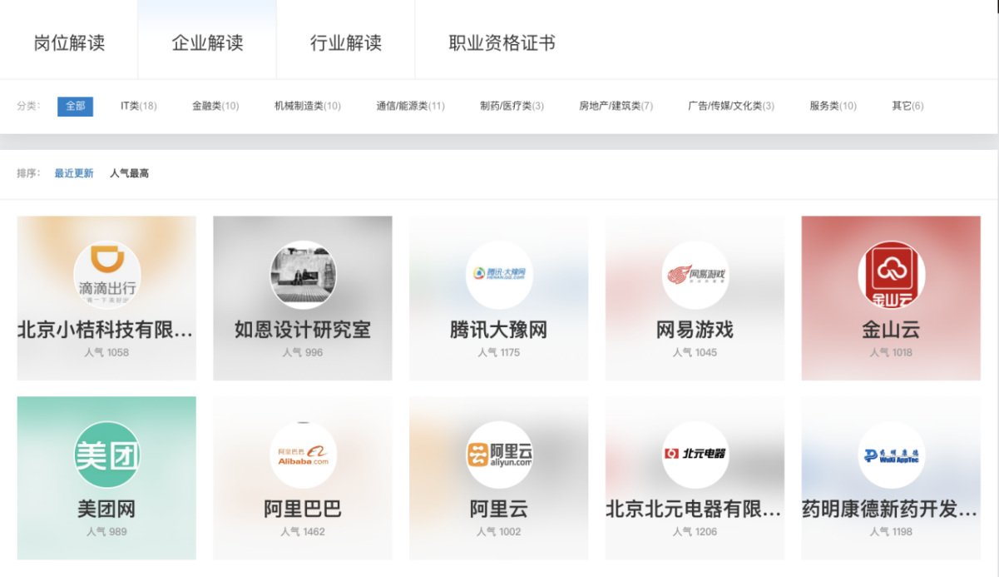 岗位解读 企业解读 行业解读 职业资格证书
分类: 全部 IT类(18) 金融类(10) 机械制造类(10) 通信/能源类(11) 制药/医疗类(3) 房地产/建筑类(7) 广告/传媒/文化类(3) 服务类(10) 其它(6)
排序: 最近更新 人气最高
滴滴出行
北京小桔科技有限...
人气 1058
如恩设计研究室
人气 996
腾讯·大豫网
HENAN.QQ.COM
腾讯大豫网
人气 1175
网易游戏
网易游戏
人气 1045
金山云
金山云
人气 1018
美团
美团网
人气 989
阿里巴巴
Alibaba.com
阿里巴巴
人气 1462
阿里云
aliyun.com
阿里云
人气 1002
北元电器
北京北元电器有限...
人气 1206
药明康德
WuXi AppTec
药明康德新药开发...
人气 1198